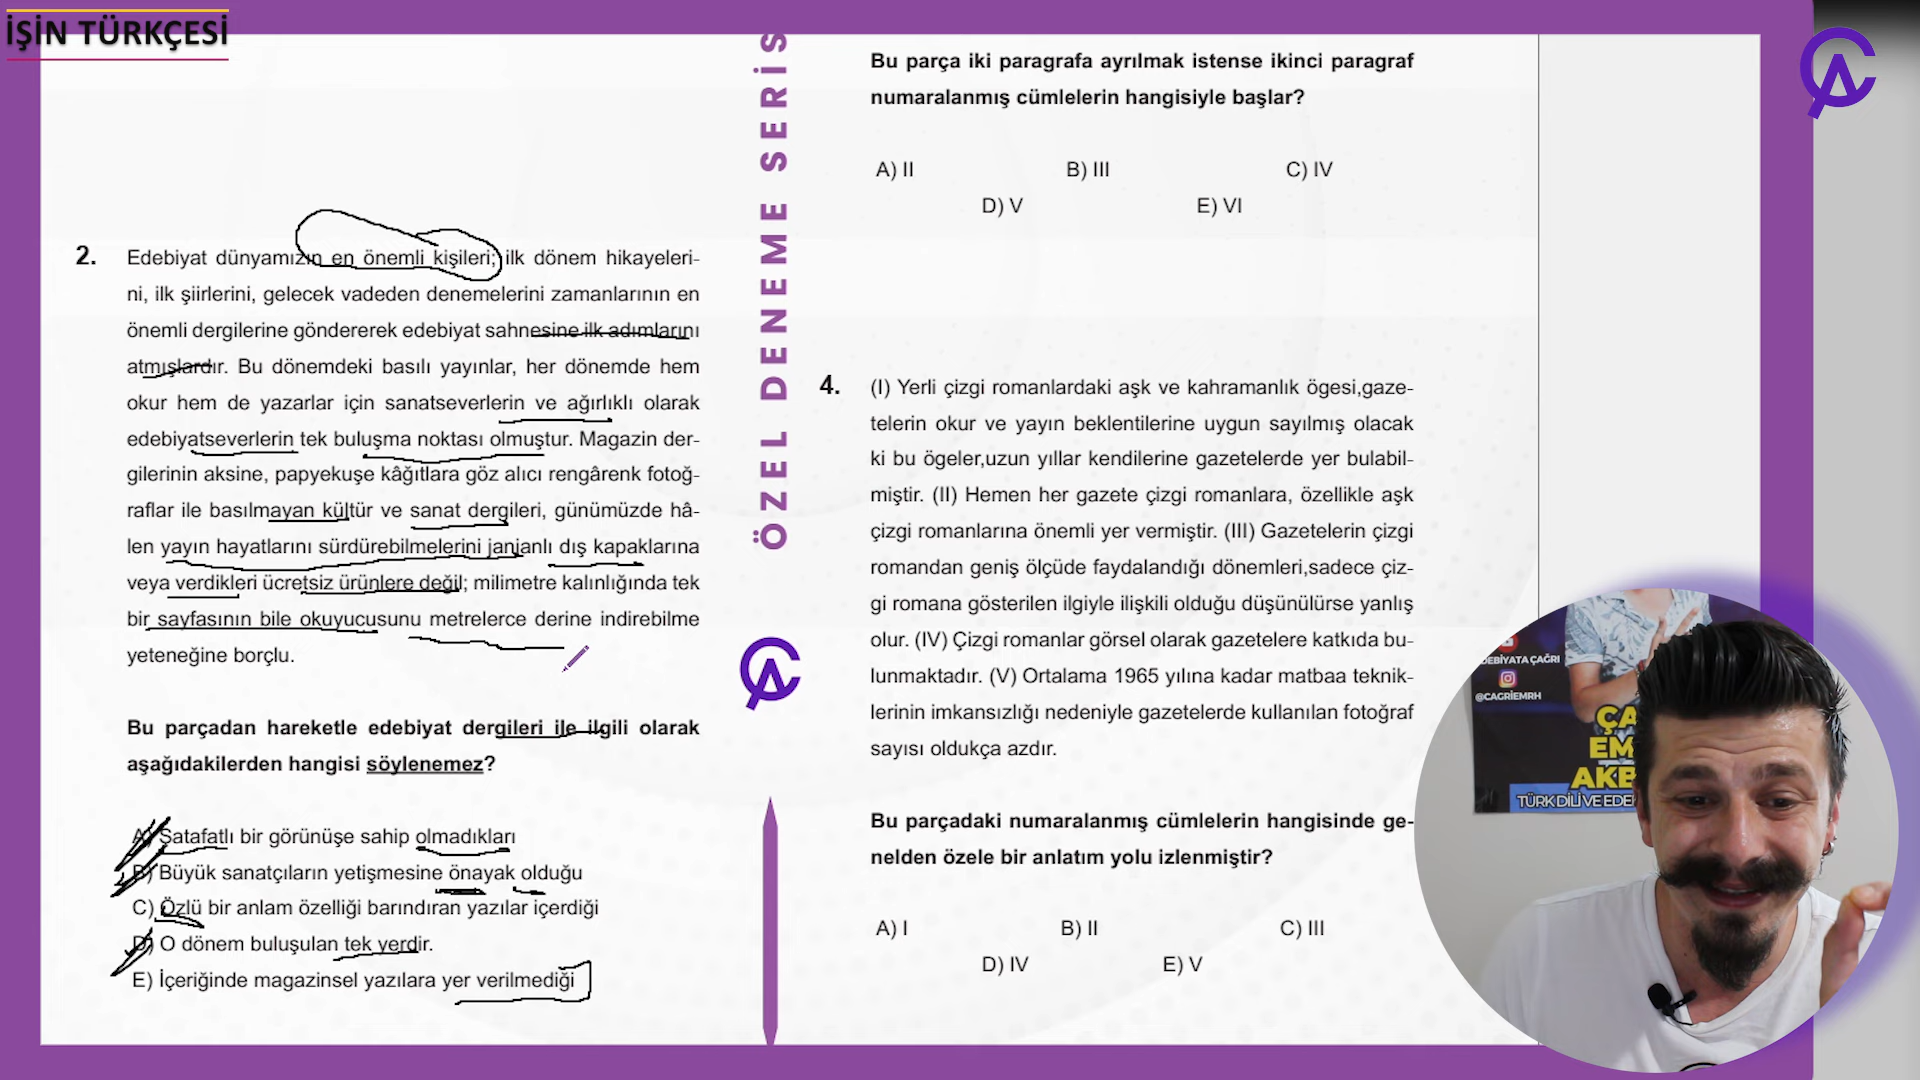 İŞİN TÜRKÇESİ
2.
Edebiyat dünyamızın en önemli kişileri; ilk dönem hikayeleri-
ni, ilk şiirlerini, gelecek vadeden denemelerini zamanlarının en
önemli dergilerine göndererek edebiyat sahnesine ilk adımlarını
atmışlardır. Bu dönemdeki basılı yayınlar, her dönemde hem
okur hem de yazarlar için sanatseverlerin ve ağırlıklı olarak
edebiyatseverlerin tek buluşma noktası olmuştur. Magazin der-
gilerinin aksine, papyekuşe kâğıtlara göz alıcı rengârenk fotoğ-
raflar ile basılmayan kültür ve sanat dergileri, günümüzde hâ-
len yayın hayatlarını sürdürebilmelerini janjanlı dış kapaklarına
veya verdikleri ücretsiz ürünlere değil; milimetre kalınlığında tek
bir sayfasının bile okuyucusunu metrelerce derine indirebilme
yeteneğine borçlu.
Bu parçadan hareketle edebiyat dergileri ile ilgili olarak
aşağıdakilerden hangisi söylenemez?
A) Şatafatlı bir görünüşe sahip olmadıkları
B) Büyük sanatçıların yetişmesine önayak olduğu
C) Özlü bir anlam özelliği barındıran yazılar içerdiği
D) O dönem buluşulan tek yerdir.
E) İçeriğinde magazinsel yazılara yer verilmediği
ÖZEL DENEME SERİS
Bu parça iki paragrafa ayrılmak istense ikinci paragraf
numaralanmış cümlelerin hangisiyle başlar?
A) II B) III C) IV
D) V E) VI
4.
(I) Yerli çizgi romanlardaki aşk ve kahramanlık ögesi,gaze-
telerin okur ve yayın beklentilerine uygun sayılmış olacak
ki bu ögeler,uzun yıllar kendilerine gazetelerde yer bulabil-
miştir. (II) Hemen her gazete çizgi romanlara, özellikle aşk
çizgi romanlarına önemli yer vermiştir. (III) Gazetelerin çizgi
romandan geniş ölçüde faydalandığı dönemleri,sadece çiz-
gi romana gösterilen ilgiyle ilişkili olduğu düşünülürse yanlış
olur. (IV) Çizgi romanlar görsel olarak gazetelere katkıda bu-
lunmaktadır. (V) Ortalama 1965 yılına kadar matbaa teknik-
lerinin imkansızlığı nedeniyle gazetelerde kullanılan fotoğraf
sayısı oldukça azdır.
Bu parçadaki numaralanmış cümlelerin hangisinde ge-
nelden özele bir anlatım yolu izlenmiştir?
A) I B) II C) III
D) IV E) V
EDEBİYATA ÇAĞRI
@CAGRİEMRH
ÇA
EM
AKB
TÜRK DİLİ VE EDE